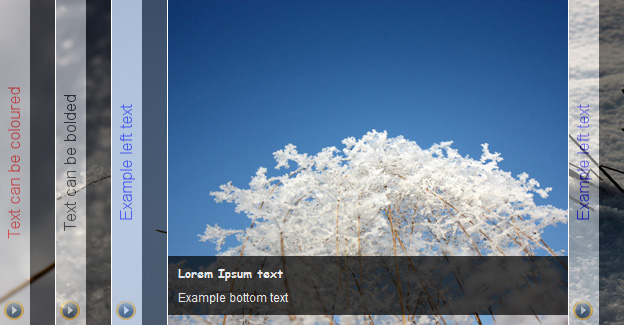 Text can be coloured
Text can be bolded
Example left text
Lorem Ipsum text
Example bottom text
Example left text